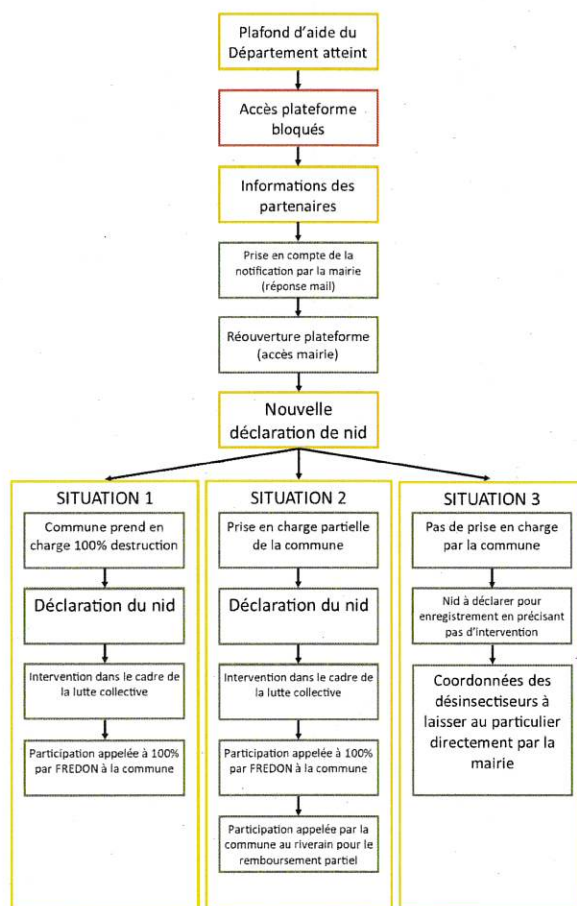 Plafond d'aide du
Département atteint
Accès plateforme
bloqués
Informations des
partenaires
Prise en compte de la
notification par la mairie
(réponse mail)
Réouverture plateforme
(accès mairie)
Nouvelle
déclaration de nid
SITUATION 1
Commune prend en
charge 100% destruction
Déclaration du nid
Intervention dans le cadre de
la lutte collective
Participation appelée à 100%
par FREDON à la commune
SITUATION 2
Prise en charge partielle
de la commune
Déclaration du nid
Intervention dans le cadre de
la lutte collective
Participation appelée à 100%
par FREDON à la commune
Participation appelée par la
commune au riverain pour le
remboursement partiel
SITUATION 3
Pas de prise en charge
par la commune
Nid à déclarer pour
enregistrement en précisant
pas d'intervention
Coordonnées des
désinsectiseurs à
laisser au particulier
directement par la
mairie